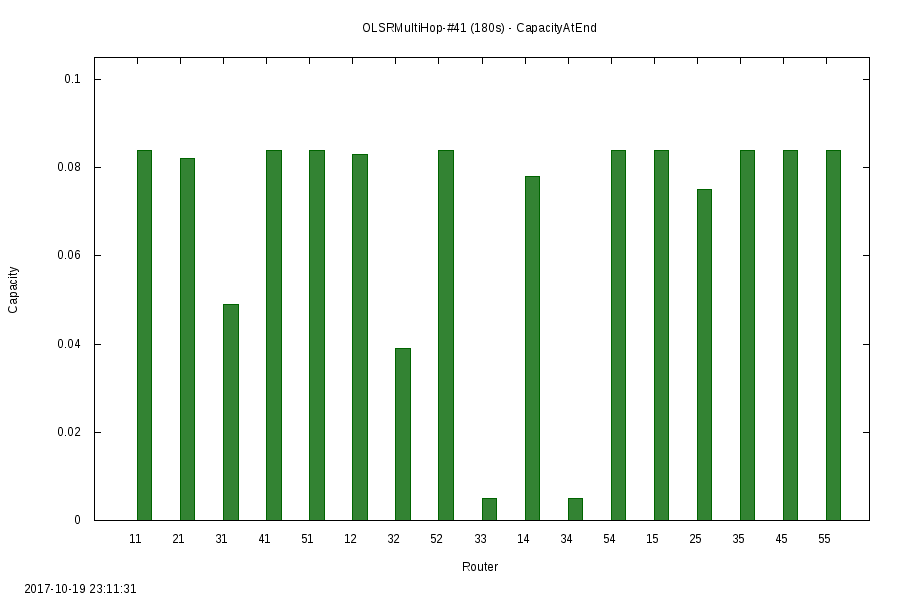 OLSRMultiHop-#41 (180s) - CapacityAtEnd
0.1
0.08
0.06
0.04
0.02
0
Capacity
11 21 31 41 51 12 32 52 33 14 34 54 15 25 35 45 55
Router
2017-10-19 23:11:31